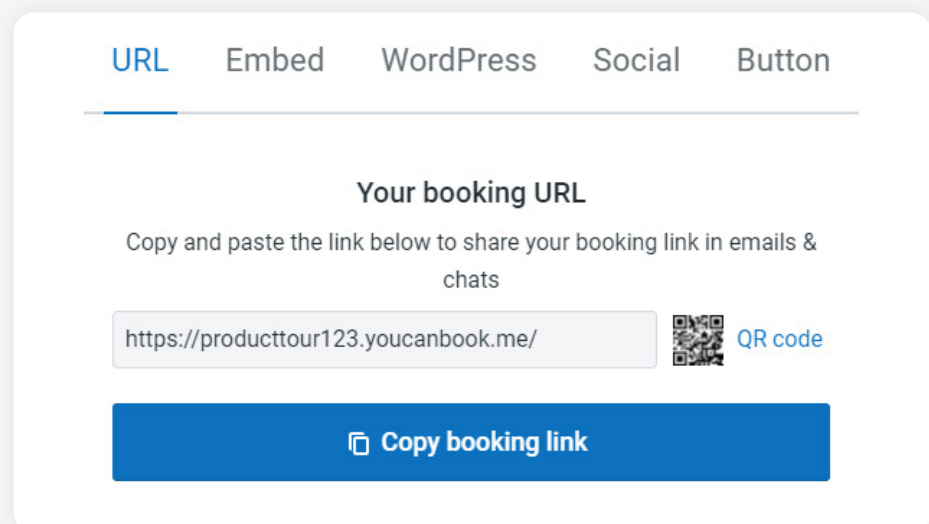 URL Embed WordPress Social Button
Your booking URL
Copy and paste the link below to share your booking link in emails &
chats
https://producttour123.youcanbook.me/ QR code
Copy booking link